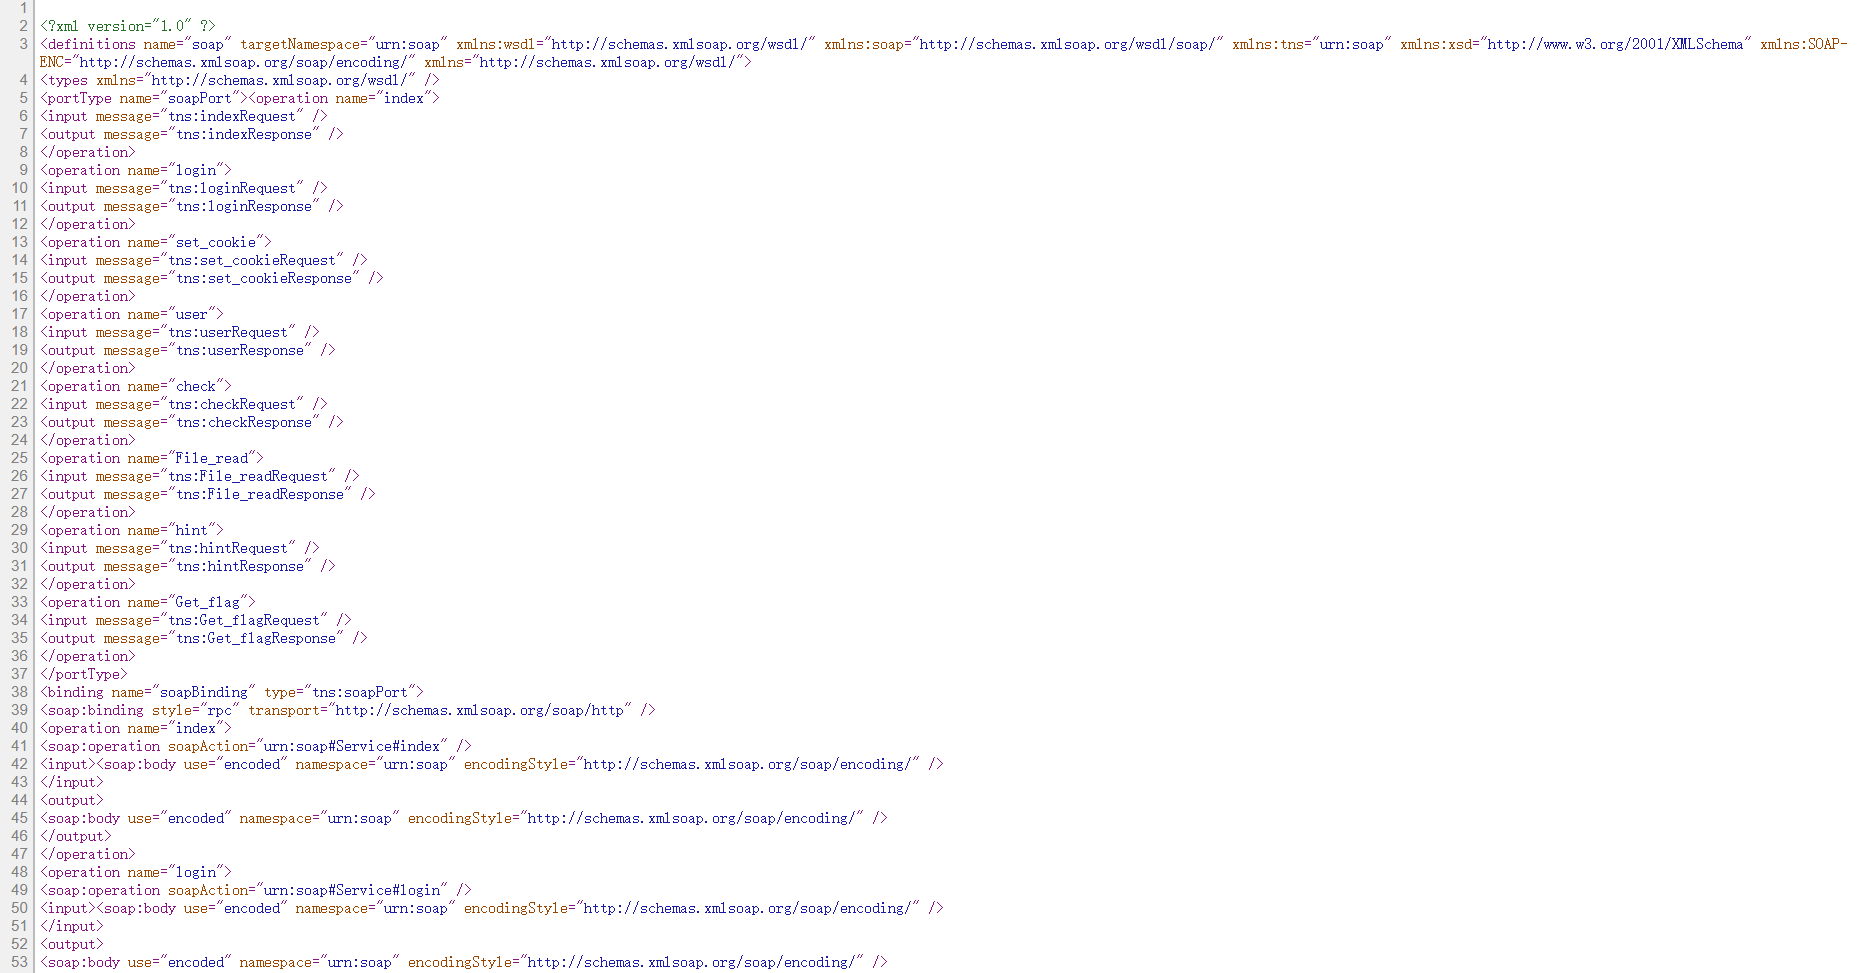 1
2 <?xml version="1.0" ?>
3 <definitions name="soap" targetNamespace="urn:soap" xmlns:wsdl="http://schemas.xmlsoap.org/wsdl/" xmlns:soap="http://schemas.xmlsoap.org/wsdl/soap/" xmlns:tns="urn:soap" xmlns:xsd="http://www.w3.org/2001/XMLSchema" xmlns:SOAP-
ENC="http://schemas.xmlsoap.org/soap/encoding/" xmlns="http://schemas.xmlsoap.org/wsdl/">
4 <types xmlns="http://schemas.xmlsoap.org/wsdl/" />
5 <portType name="soapPort"><operation name="index">
6 <input message="tns:indexRequest" />
7 <output message="tns:indexResponse" />
8 </operation>
9 <operation name="login">
10 <input message="tns:loginRequest" />
11 <output message="tns:loginResponse" />
12 </operation>
13 <operation name="set_cookie">
14 <input message="tns:set_cookieRequest" />
15 <output message="tns:set_cookieResponse" />
16 </operation>
17 <operation name="user">
18 <input message="tns:userRequest" />
19 <output message="tns:userResponse" />
20 </operation>
21 <operation name="check">
22 <input message="tns:checkRequest" />
23 <output message="tns:checkResponse" />
24 </operation>
25 <operation name="File_read">
26 <input message="tns:File_readRequest" />
27 <output message="tns:File_readResponse" />
28 </operation>
29 <operation name="hint">
30 <input message="tns:hintRequest" />
31 <output message="tns:hintResponse" />
32 </operation>
33 <operation name="Get_flag">
34 <input message="tns:Get_flagRequest" />
35 <output message="tns:Get_flagResponse" />
36 </operation>
37 </portType>
38 <binding name="soapBinding" type="tns:soapPort">
39 <soap:binding style="rpc" transport="http://schemas.xmlsoap.org/soap/http" />
40 <operation name="index">
41 <soap:operation soapAction="urn:soap#Service#index" />
42 <input><soap:body use="encoded" namespace="urn:soap" encodingStyle="http://schemas.xmlsoap.org/soap/encoding/" />
43 </input>
44 <output>
45 <soap:body use="encoded" namespace="urn:soap" encodingStyle="http://schemas.xmlsoap.org/soap/encoding/" />
46 </output>
47 </operation>
48 <operation name="login">
49 <soap:operation soapAction="urn:soap#Service#login" />
50 <input><soap:body use="encoded" namespace="urn:soap" encodingStyle="http://schemas.xmlsoap.org/soap/encoding/" />
51 </input>
52 <output>
53 <soap:body use="encoded" namespace="urn:soap" encodingStyle="http://schemas.xmlsoap.org/soap/encoding/" />